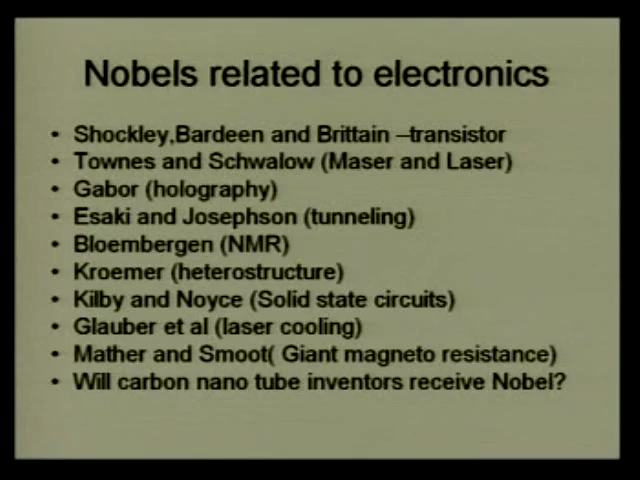 Nobels related to electronics
• Shockley,Bardeen and Brittain –transistor
• Townes and Schwalow (Maser and Laser)
• Gabor (holography)
• Esaki and Josephson (tunneling)
• Bloembergen (NMR)
• Kroemer (heterostructure)
• Kilby and Noyce (Solid state circuits)
• Glauber et al (laser cooling)
• Mather and Smoot( Giant magneto resistance)
• Will carbon nano tube inventors receive Nobel?